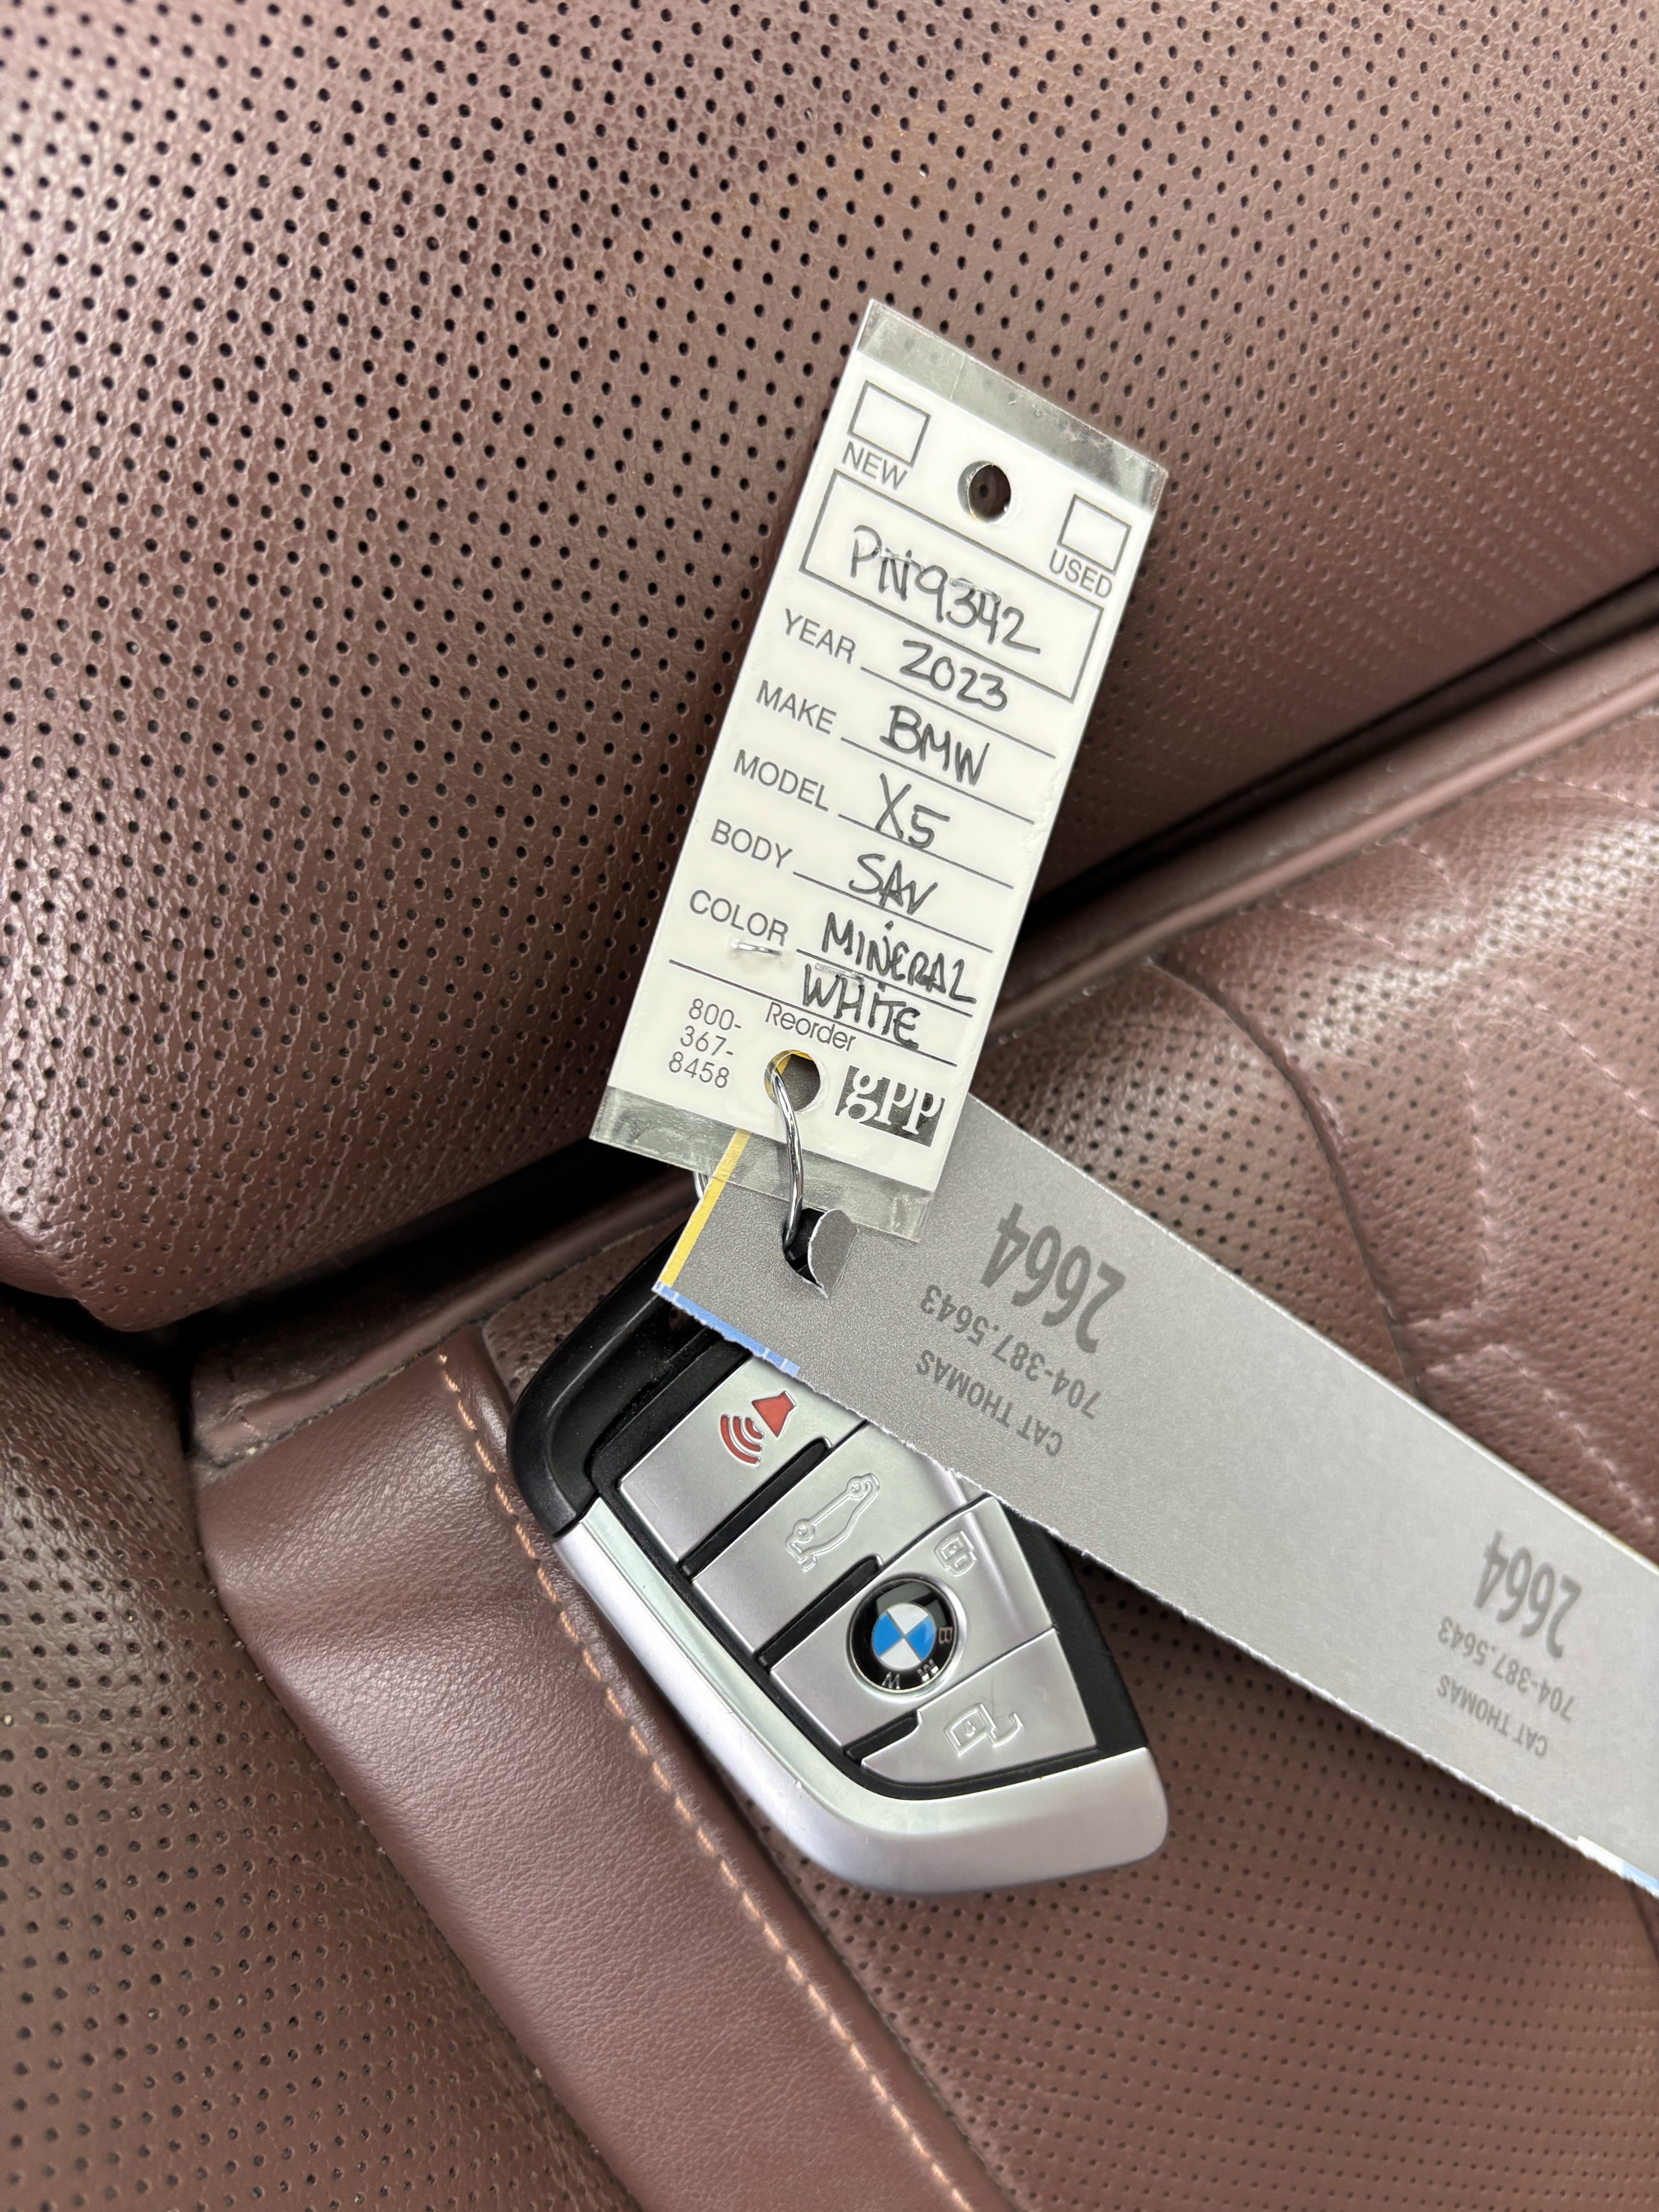 NEW
USED
PN9342
YEAR 2023
MAKE BMW
MODEL X5
BODY SAV
COLOR MINERAL
WHITE
800-
367-
8458
Reorder
gpp
2664
704-387.5643
CAT THOMAS
2664
704-387.5643
CAT THOMAS
BMW